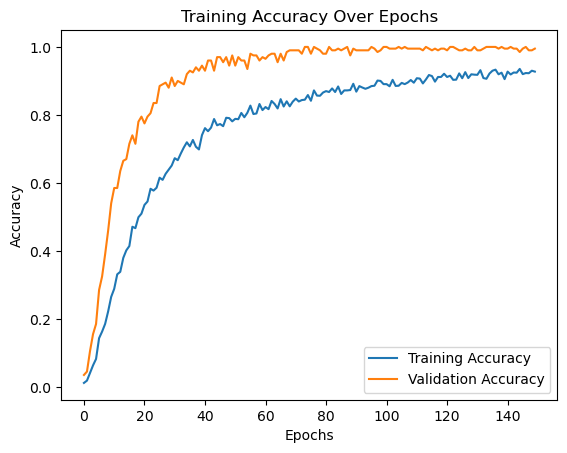 Training Accuracy Over Epochs
1.0
0.8
0.6
0.4
0.2
0.0
Accuracy
0 20 40 60 80 100 120 140
Epochs
Training Accuracy
Validation Accuracy